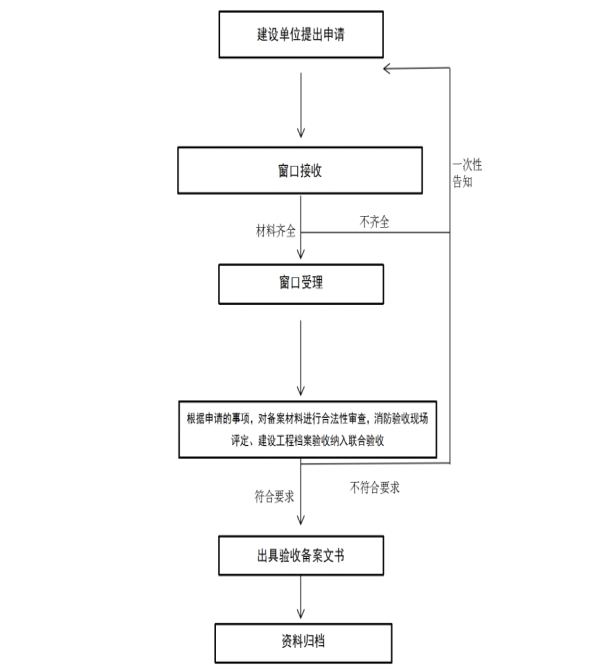 建设单位提出申请
一次性
告知
窗口接收
材料齐全
不齐全
窗口受理
根据申请的事项，对备案材料进行合法性审查，消防验收现场
评定、建设工程档案验收纳入联合验收
符合要求
不符合要求
出具验收备案文书
资料归档